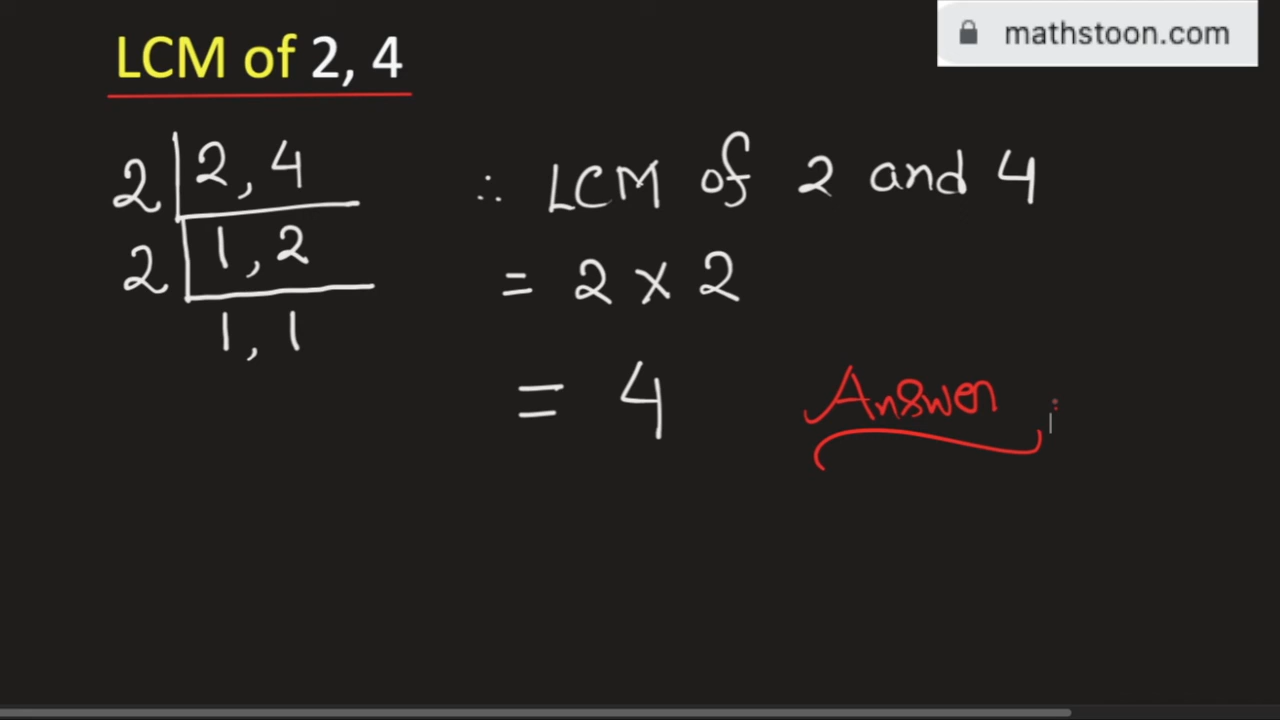 LCM of 2, 4
mathstoon.com
2 | 2, 4
2 | 1, 2
1, 1
∴ LCM of 2 and 4
= 2 × 2
= 4
Answer